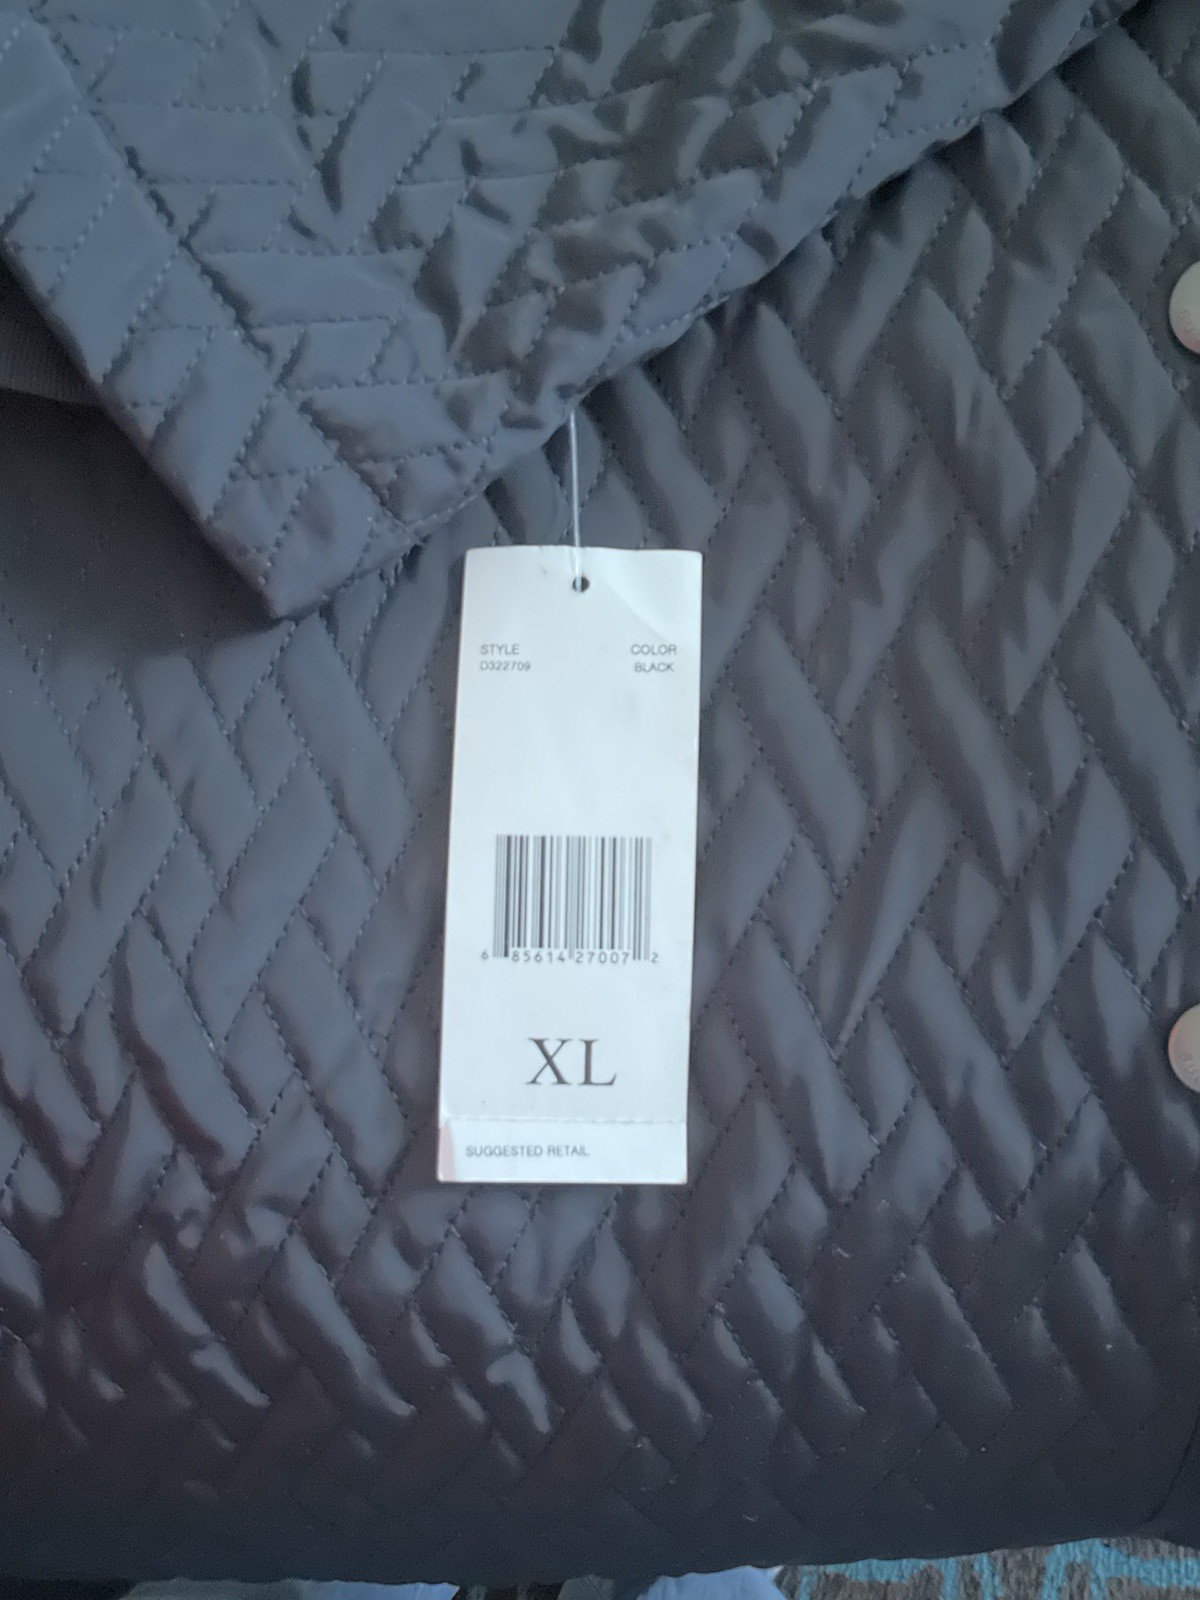 STYLE COLOR
D322709 BLACK
6 85614 27007 2
XL
SUGGESTED RETAIL